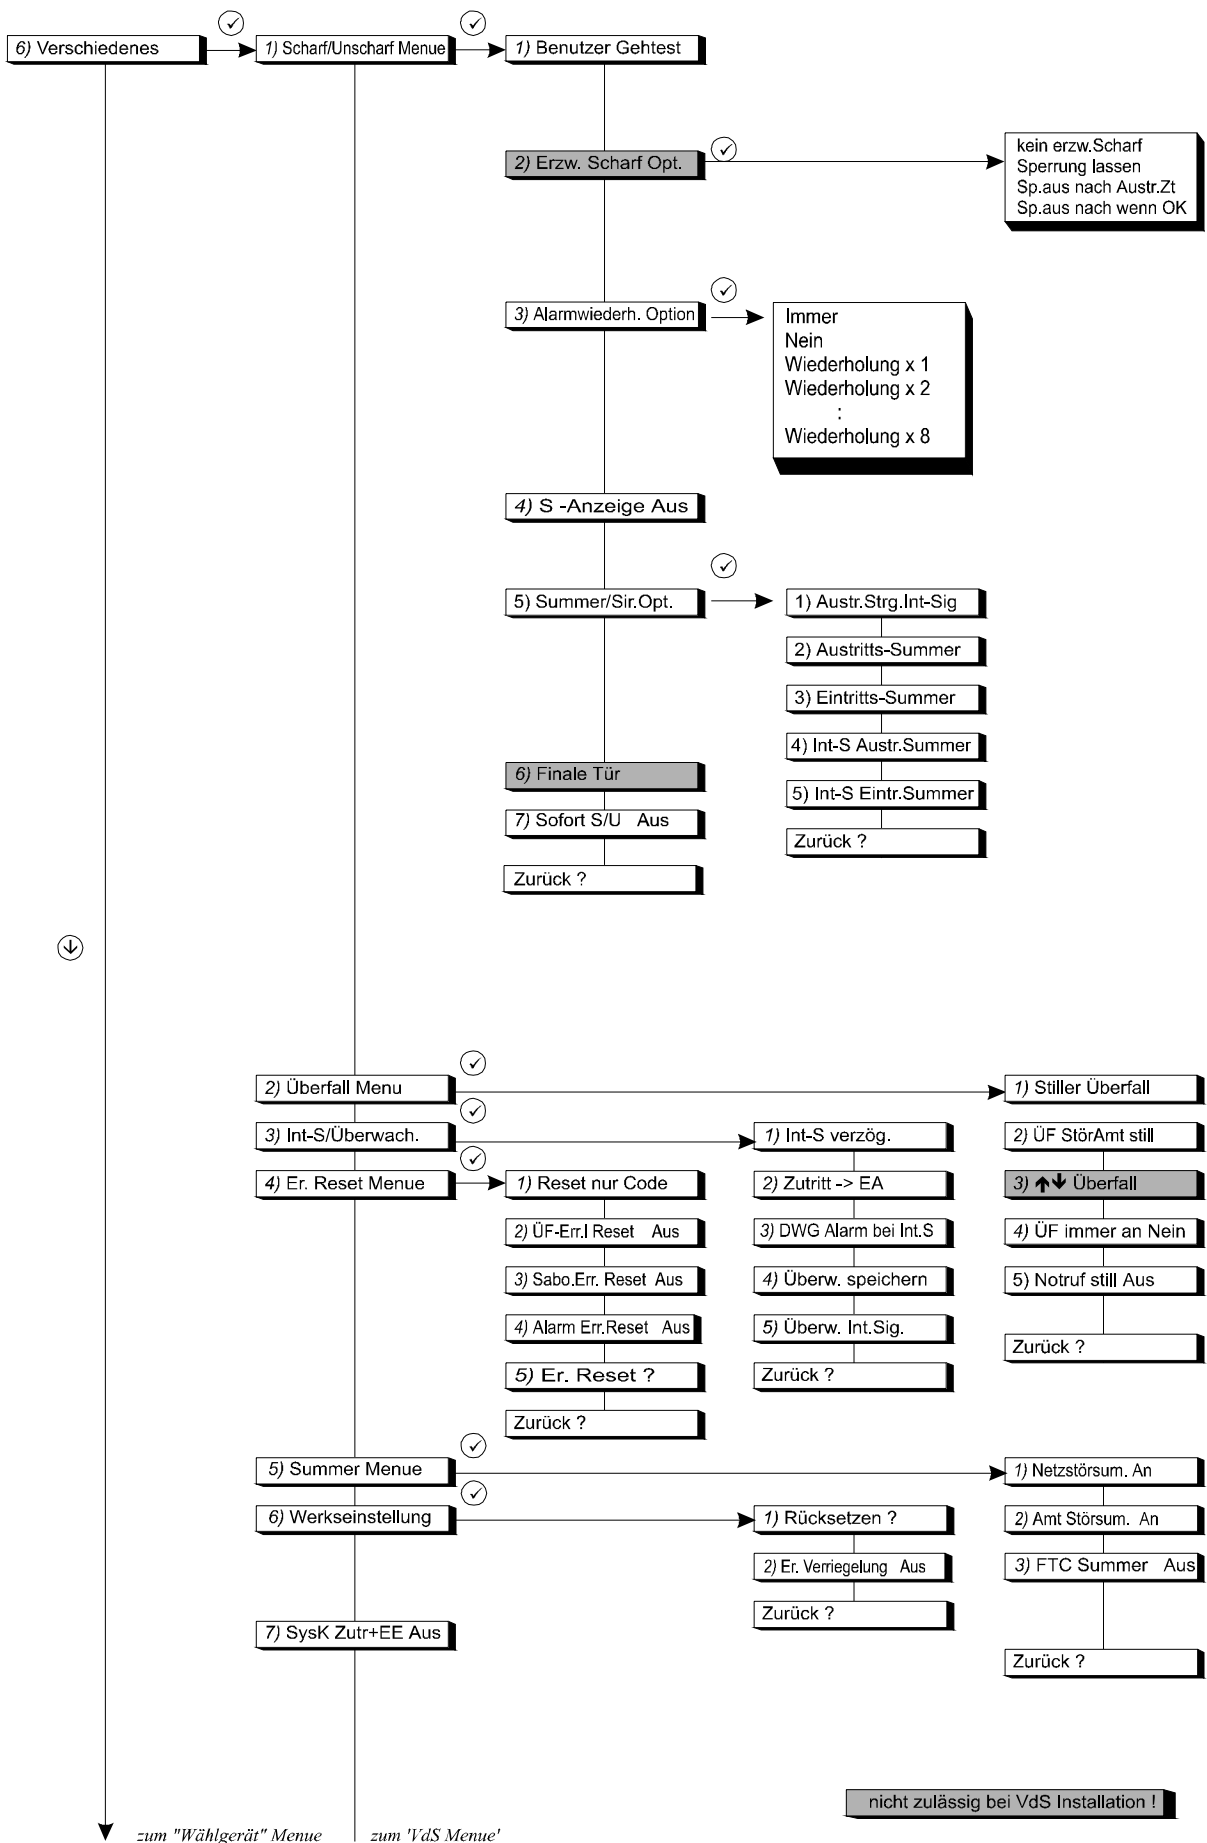 6) Verschiedenes
1) Scharf/Unscharf Menue
1) Benutzer Gehtest
2) Erzw. Scharf Opt.
kein erzw.Scharf
Sperrung lassen
Sp.aus nach Austr.Zt
Sp.aus nach wenn OK
3) Alarmwiederh. Option
Immer
Nein
Wiederholung x 1
Wiederholung x 2
:
Wiederholung x 8
4) S -Anzeige Aus
5) Summer/Sir.Opt.
1) Austr.Strg.Int-Sig
2) Austritts-Summer
3) Eintritts-Summer
4) Int-S Austr.Summer
5) Int-S Eintr.Summer
Zurück ?
6) Finale Tür
7) Sofort S/U Aus
Zurück ?
2) Überfall Menu
1) Stiller Überfall
2) ÜF StörAmt still
3) ↑↓ Überfall
4) ÜF immer an Nein
5) Notruf still Aus
Zurück ?
3) Int-S/Überwach.
1) Int-S verzög.
2) Zutritt -> EA
3) DWG Alarm bei Int.S
4) Überw. speichern
5) Überw. Int.Sig.
Zurück ?
4) Er. Reset Menue
1) Reset nur Code
2) ÜF-Err.l Reset Aus
3) Sabo.Err. Reset Aus
4) Alarm Err.Reset Aus
5) Er. Reset ?
Zurück ?
5) Summer Menue
1) Netzstörsum. An
2) Amt Störsum. An
3) FTC Summer Aus
Zurück ?
6) Werkseinstellung
1) Rücksetzen ?
2) Er. Verriegelung Aus
Zurück ?
7) SysK Zutr+EE Aus
nicht zulässig bei VdS Installation !
zum "Wählgerät" Menue
zum 'VdS Menue'